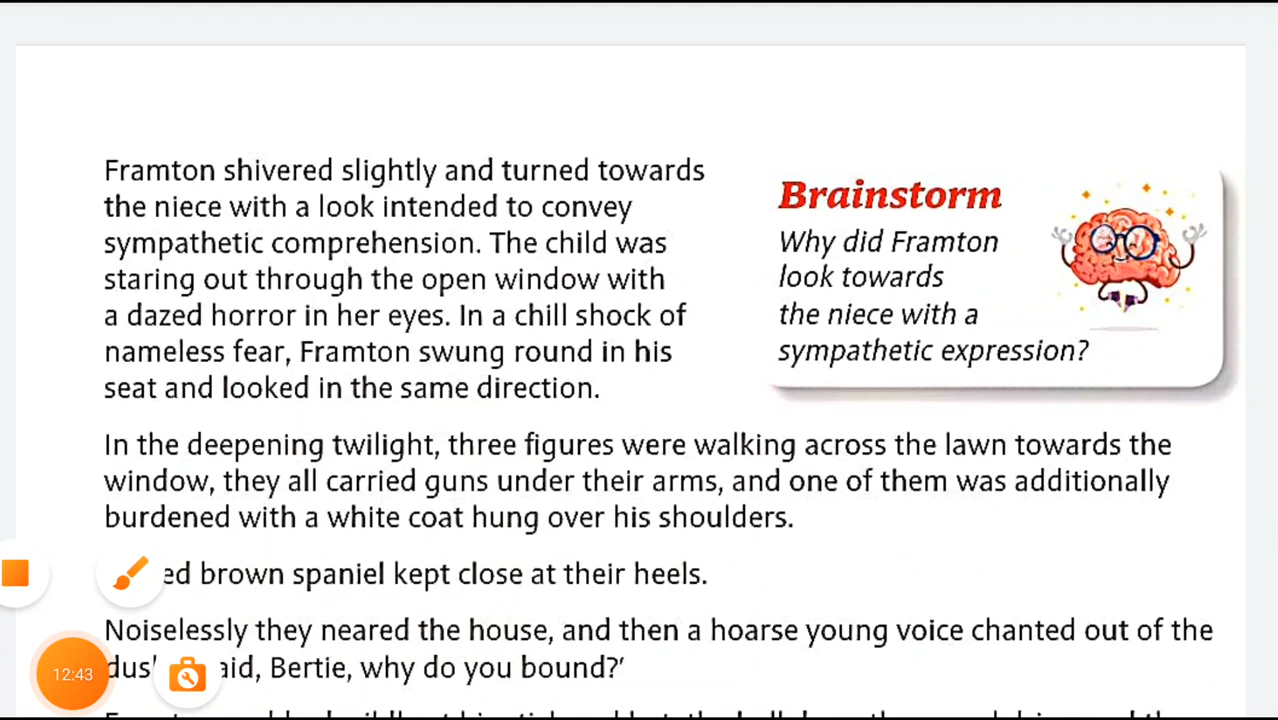 Framton shivered slightly and turned towards
the niece with a look intended to convey
sympathetic comprehension. The child was
staring out through the open window with
a dazed horror in her eyes. In a chill shock of
nameless fear, Framton swung round in his
seat and looked in the same direction.
Brainstorm
Why did Framton
look towards
the niece with a
sympathetic expression?
In the deepening twilight, three figures were walking across the lawn towards the
window, they all carried guns under their arms, and one of them was additionally
burdened with a white coat hung over his shoulders.
brown spaniel kept close at their heels.
Noiselessly they neared the house, and then a hoarse young voice chanted out of the
Bertie, why do you bound?'
12:43